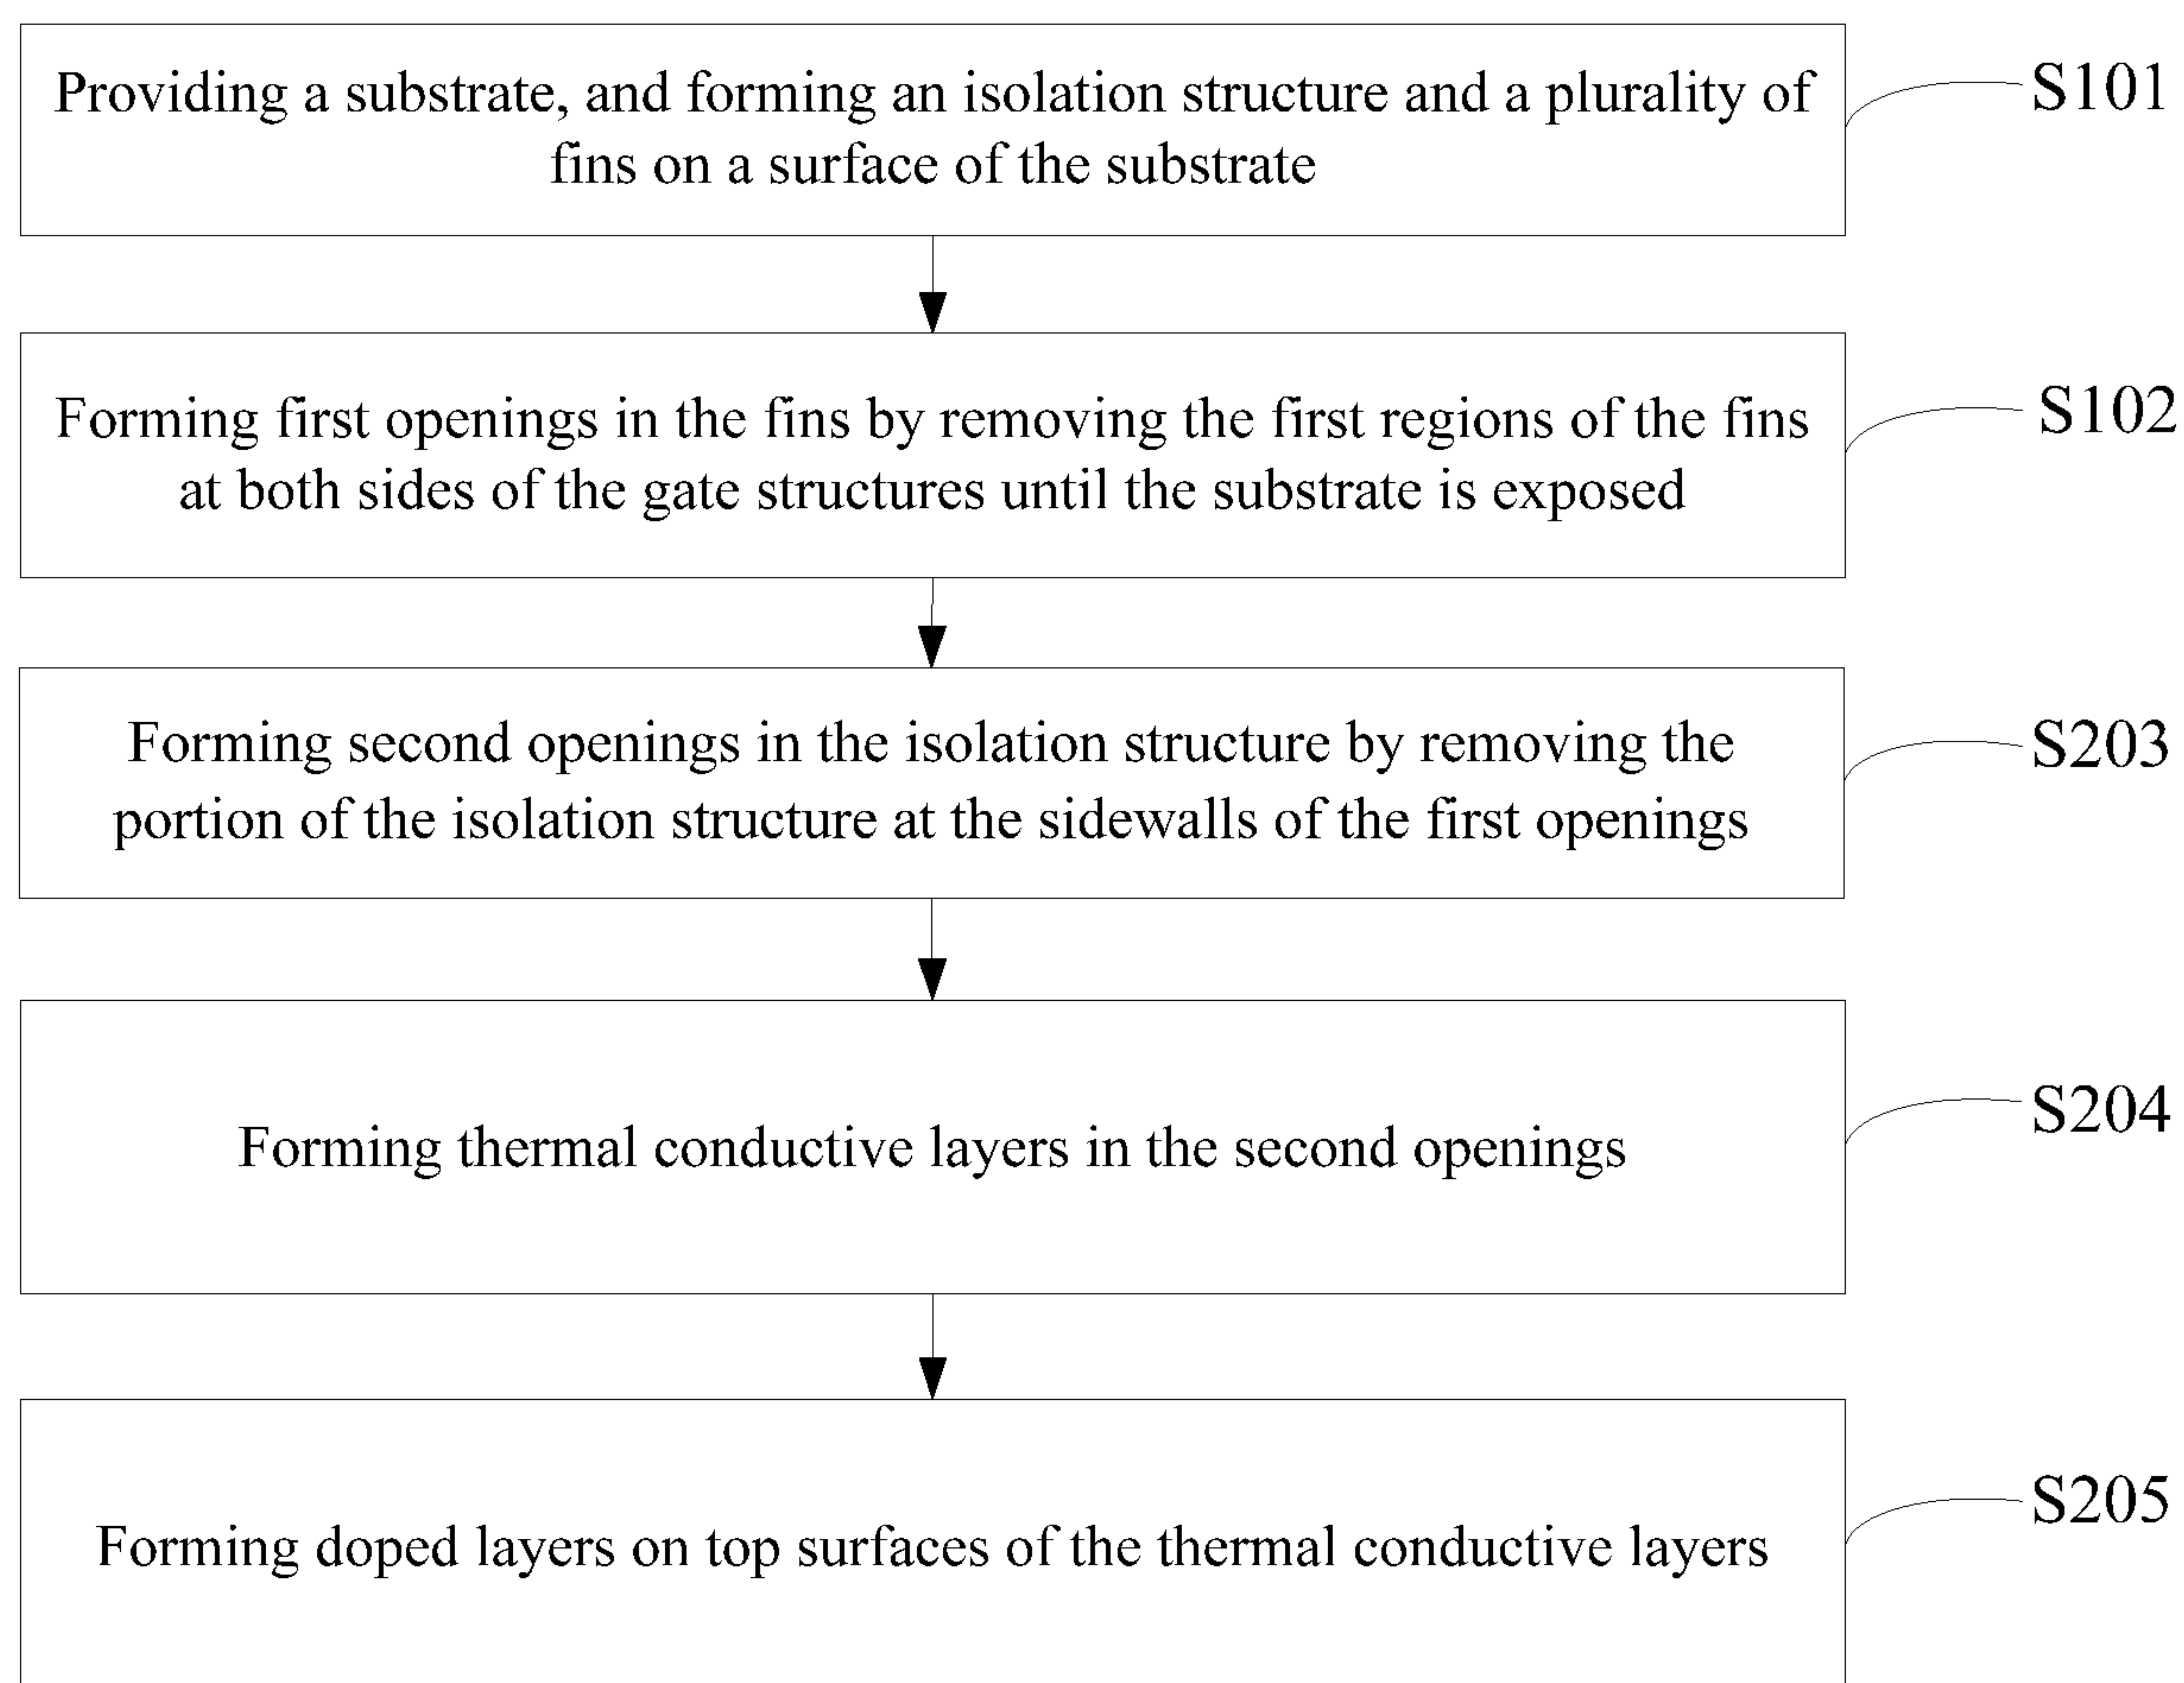 Providing a substrate, and forming an isolation structure and a plurality of
fins on a surface of the substrate
S101
Forming first openings in the fins by removing the first regions of the fins
at both sides of the gate structures until the substrate is exposed
S102
Forming second openings in the isolation structure by removing the
portion of the isolation structure at the sidewalls of the first openings
S203
Forming thermal conductive layers in the second openings
S204
Forming doped layers on top surfaces of the thermal conductive layers
S205